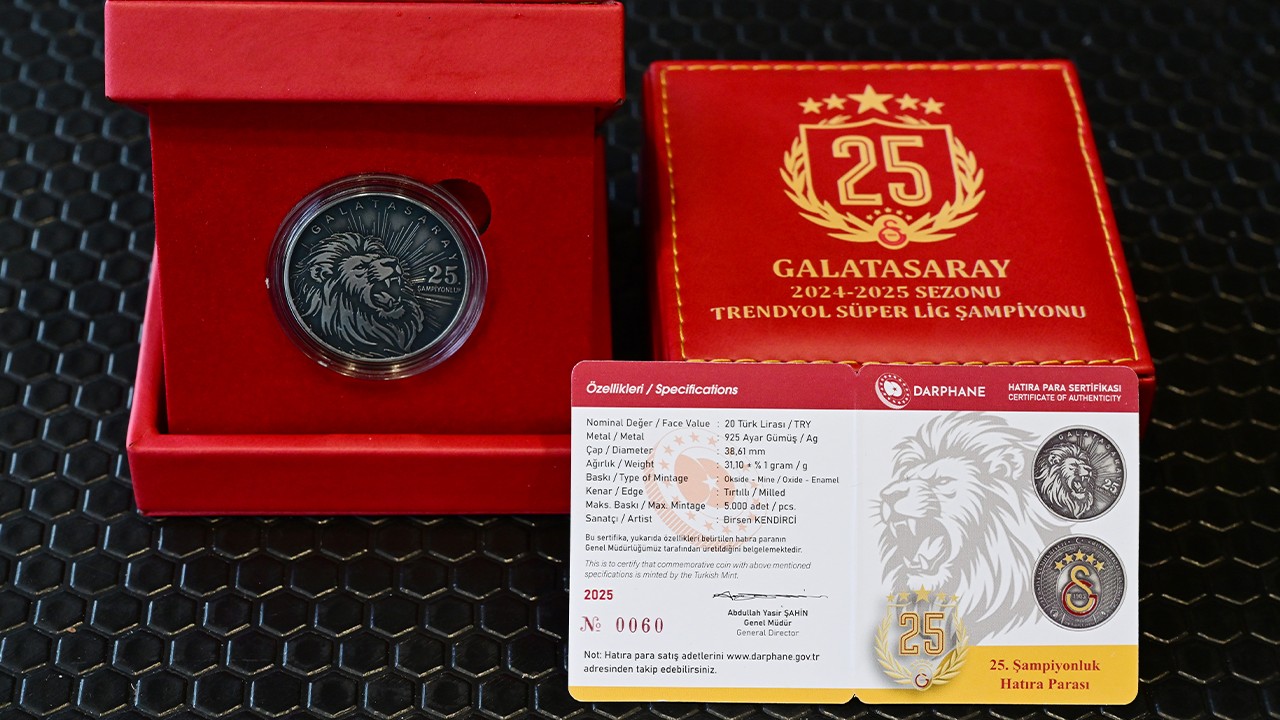 GALATASARAY
25.
ŞAMPİYONLUK
25
GALATASARAY
2024-2025 SEZONU
TRENDYOL SÜPER LİG ŞAMPİYONU
Özellikleri / Specifications
Nominal Değer / Face Value : 20 Türk Lirası / TRY
Metal / Metal : 925 Ayar Gümüş / Ag
Çap / Diameter : 38,61 mm
Ağırlık / Weight : 31,10 ± % 1 gram / g
Baskı / Type of Mintage : Okside - Mine / Oxide - Enamel
Kenar / Edge : Tırtıllı / Milled
Maks. Baskı / Max. Mintage : 5.000 adet / pcs.
Sanatçı / Artist : Birsen KENDİRCİ
Bu sertifika, yukarıda özellikleri belirtilen hatıra paranın
Genel Müdürlüğümüz tarafından üretildiğini belgelemektedir.
This is to certify that commemorative coin with above mentioned
specifications is minted by the Turkish Mint.
2025
№ 0060
Abdullah Yasir ŞAHİN
Genel Müdür
General Director
Not: Hatıra para satış adetlerini www.darphane.gov.tr
adresinden takip edebilirsiniz.
DARPHANE
HATIRA PARA SERTİFİKASI
CERTIFICATE OF AUTHENTICITY
GALATASARAY
25
1905
25
25. Şampiyonluk
Hatıra Parası